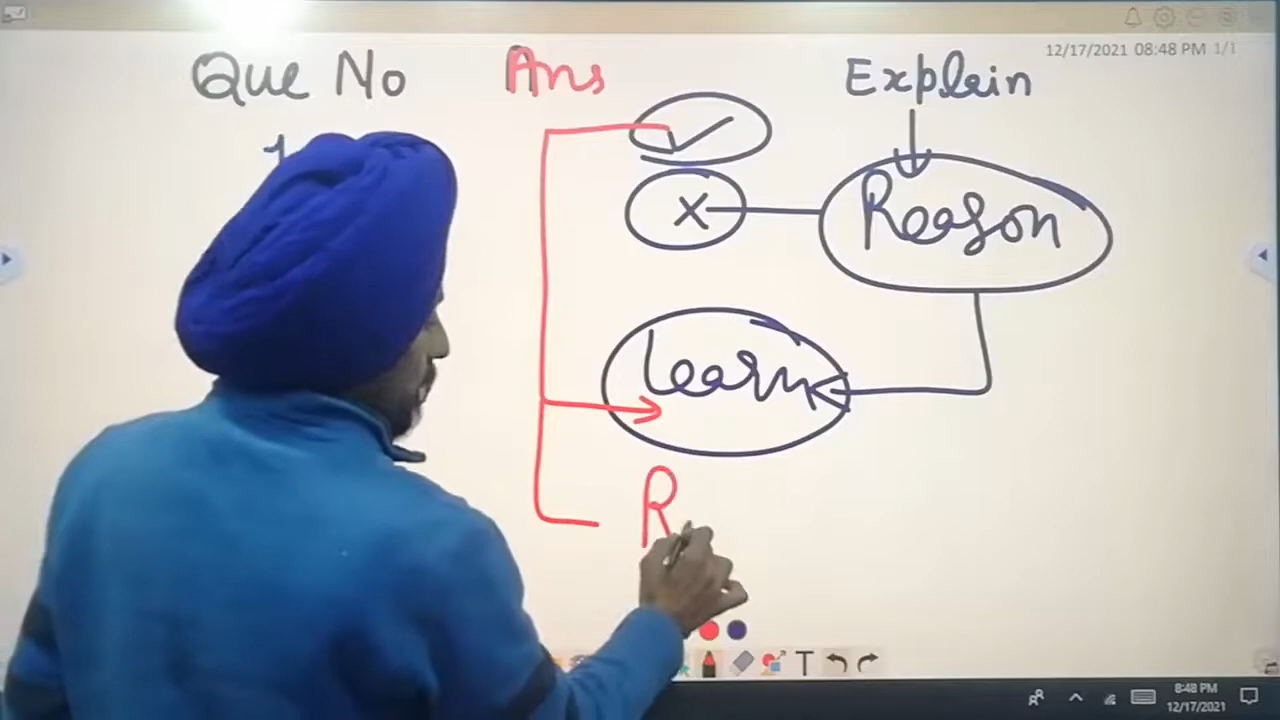 12/17/2021 08:48 PM 1/1
Que No Ans Explain
1
✓
× Reason
Learn
R
T
8:48 PM
12/17/2021